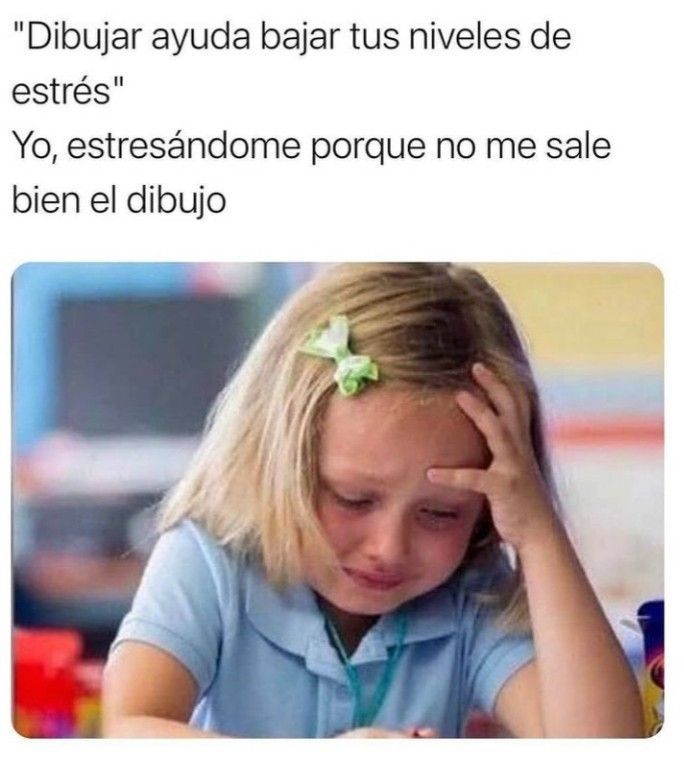 "Dibujar ayuda bajar tus niveles de
estrés"
Yo, estresándome porque no me sale
bien el dibujo